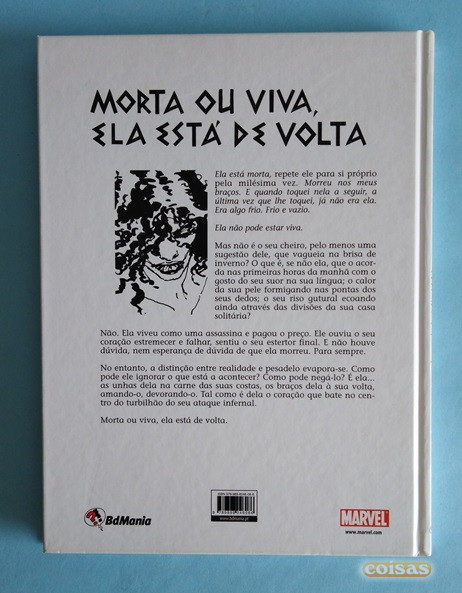 MORTA OU VIVA,
ELA ESTÁ DE VOLTA
Ela está morta, repete ele para si próprio
pela milésima vez. Morreu nos meus
braços. E quando toquei nela a seguir, a
última vez que lhe toquei, já não era ela.
Era algo frio. Frio e vazio.
Ela não pode estar viva.
Mas não é o seu cheiro, pelo menos uma
sugestão dele, que vagueia na brisa de
inverno? O que é, se não ela, que o acor-
da nas primeiras horas da manhã com o
gosto do seu suor na sua língua; o calor
da sua pele formigando nas pontas dos
seus dedos; o seu riso gutural ecoando
ainda através das divisões da sua casa
solitária?
Não. Ela viveu como uma assassina e pagou o preço. Ele ouviu o seu
coração estremecer e falhar, sentiu o seu estertor final. E não houve
dúvida, nem esperança de dúvida de que ela morreu. Para sempre.
No entanto, a distinção entre realidade e pesadelo evapora-se. Como
pode ele ignorar o que está a acontecer? Como pode negá-lo? É ela...
as unhas dela na carne das suas costas, os braços dela à sua volta,
amando-o, devorando-o. Tal como é dela o coração que bate no cen-
tro do turbilhão do seu ataque infernal.
Morta ou viva, ela está de volta.
BdMania
www.bdmania.pt
MARVEL
www.marvel.com
coisas